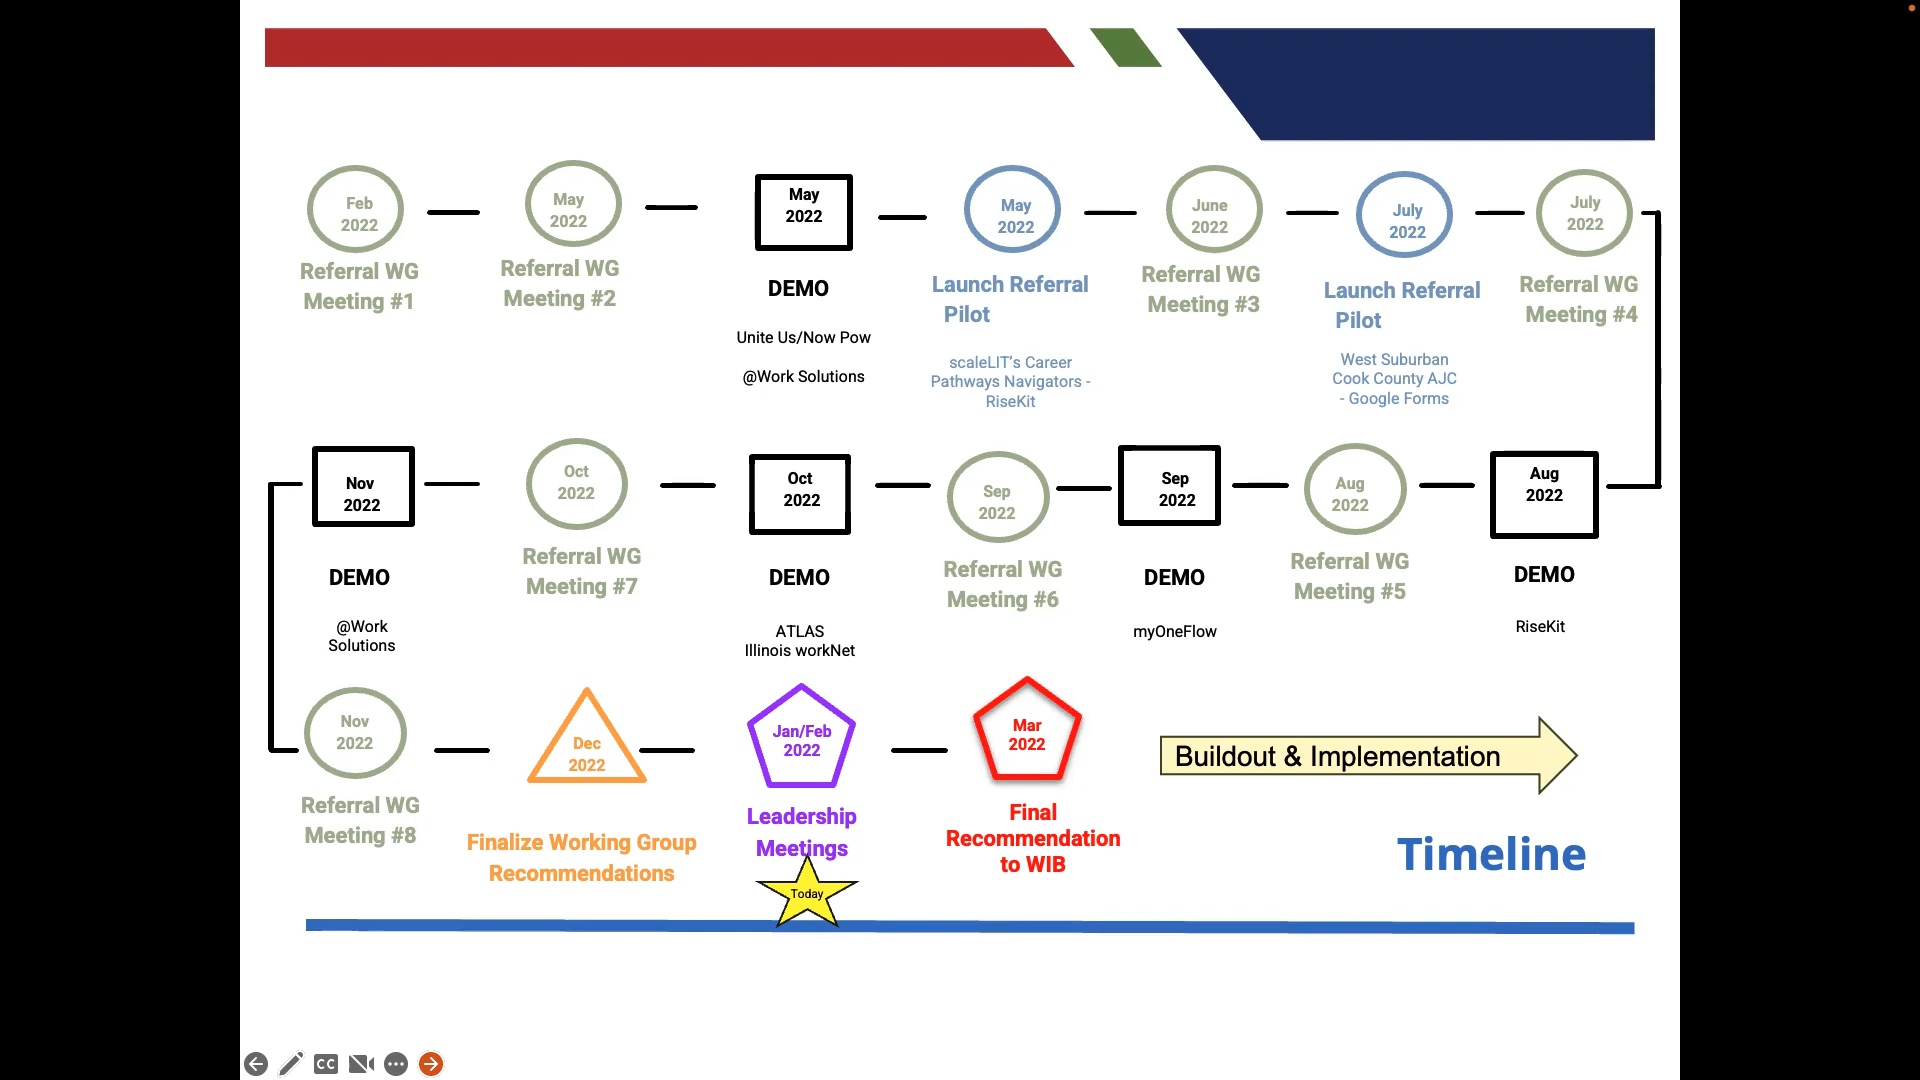 Feb
2022
Referral WG
Meeting #1
May
2022
Referral WG
Meeting #2
May
2022
DEMO
Unite Us/Now Pow
@Work Solutions
May
2022
Launch Referral
Pilot
scaleLIT’s Career
Pathways Navigators -
RiseKit
June
2022
Referral WG
Meeting #3
July
2022
Launch Referral
Pilot
West Suburban
Cook County AJC
- Google Forms
July
2022
Referral WG
Meeting #4
Nov
2022
DEMO
@Work
Solutions
Oct
2022
Referral WG
Meeting #7
Oct
2022
DEMO
ATLAS
Illinois workNet
Sep
2022
Referral WG
Meeting #6
Sep
2022
DEMO
myOneFlow
Aug
2022
Referral WG
Meeting #5
Aug
2022
DEMO
RiseKit
Nov
2022
Referral WG
Meeting #8
Dec
2022
Finalize Working Group
Recommendations
Jan/Feb
2022
Leadership
Meetings
Today
Mar
2022
Final
Recommendation
to WIB
Buildout & Implementation
Timeline
CC